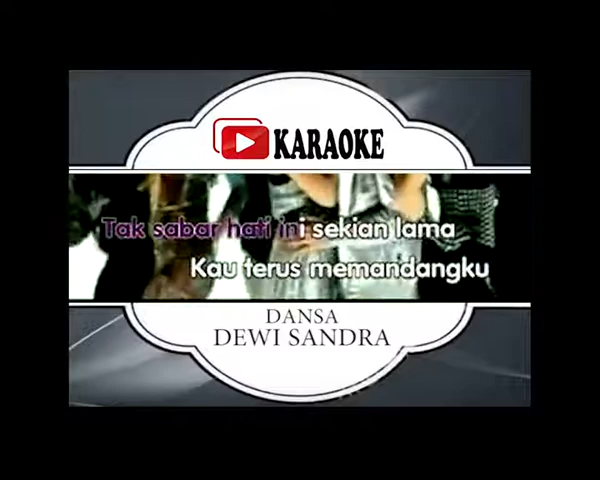 KARAOKE
Tak sabar hati ini sekian lama
Kau terus memandangku
DANSA
DEWI SANDRA